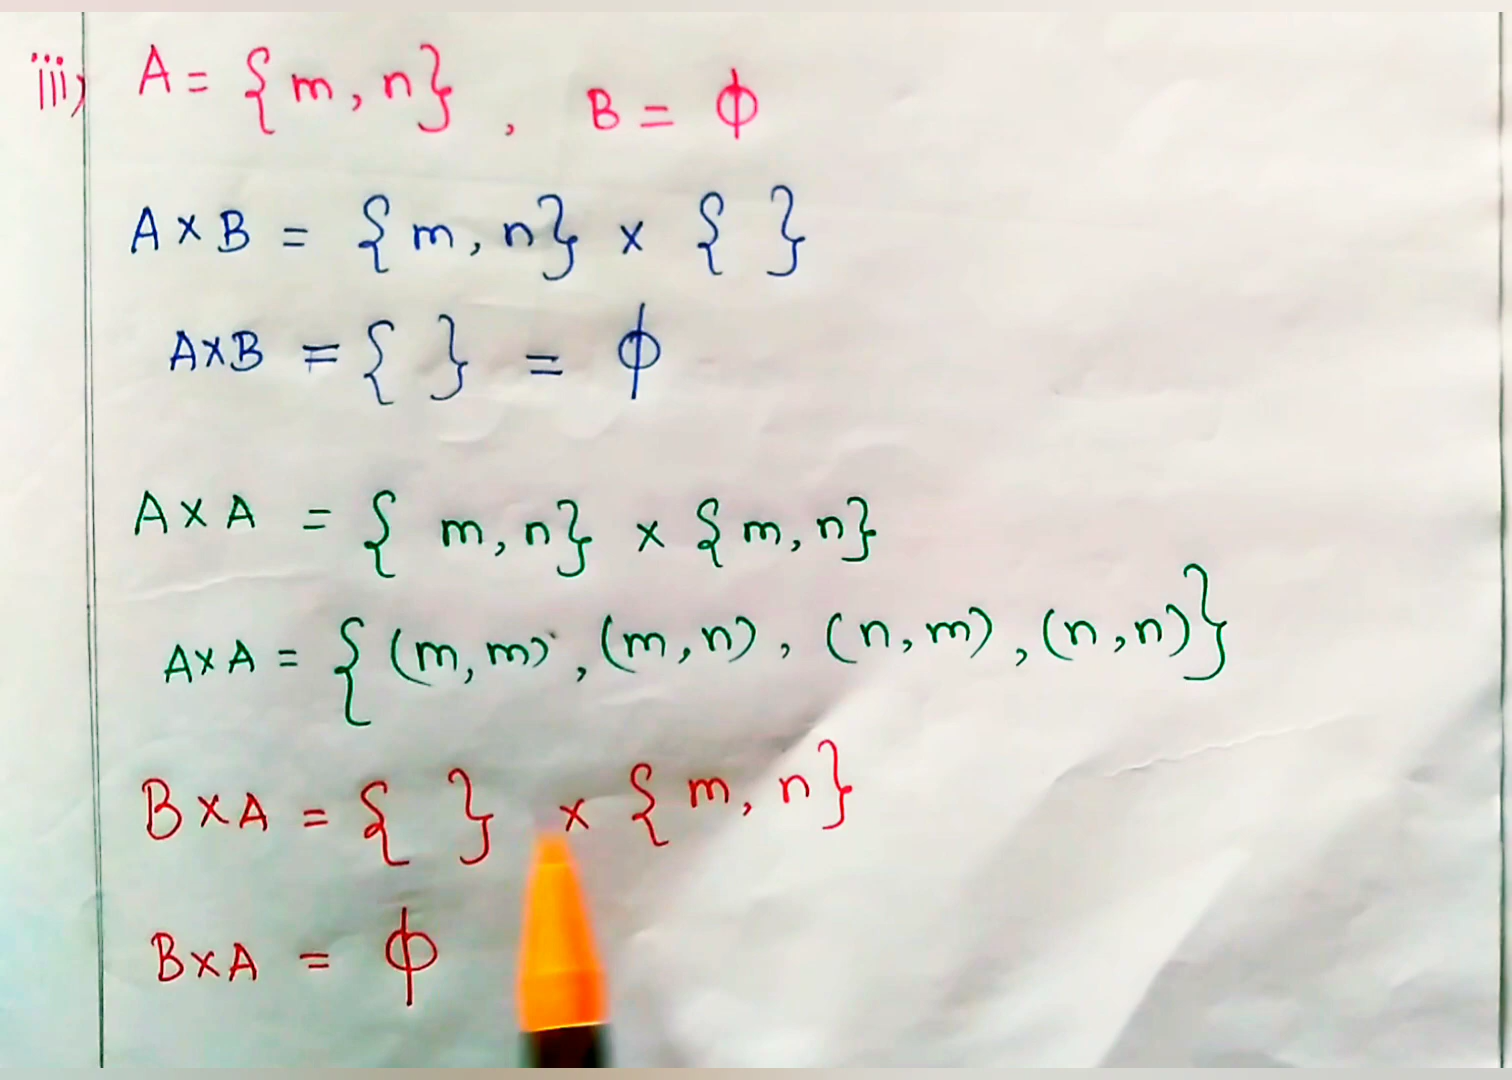 iii) A = {m, n}, B = ϕ
A × B = {m, n} × { }
A×B = { } = ϕ
A × A = { m, n} × {m, n}
A×A = {(m, m), (m, n), (n, m), (n, n)}
B×A = { } × {m, n}
B×A = ϕ